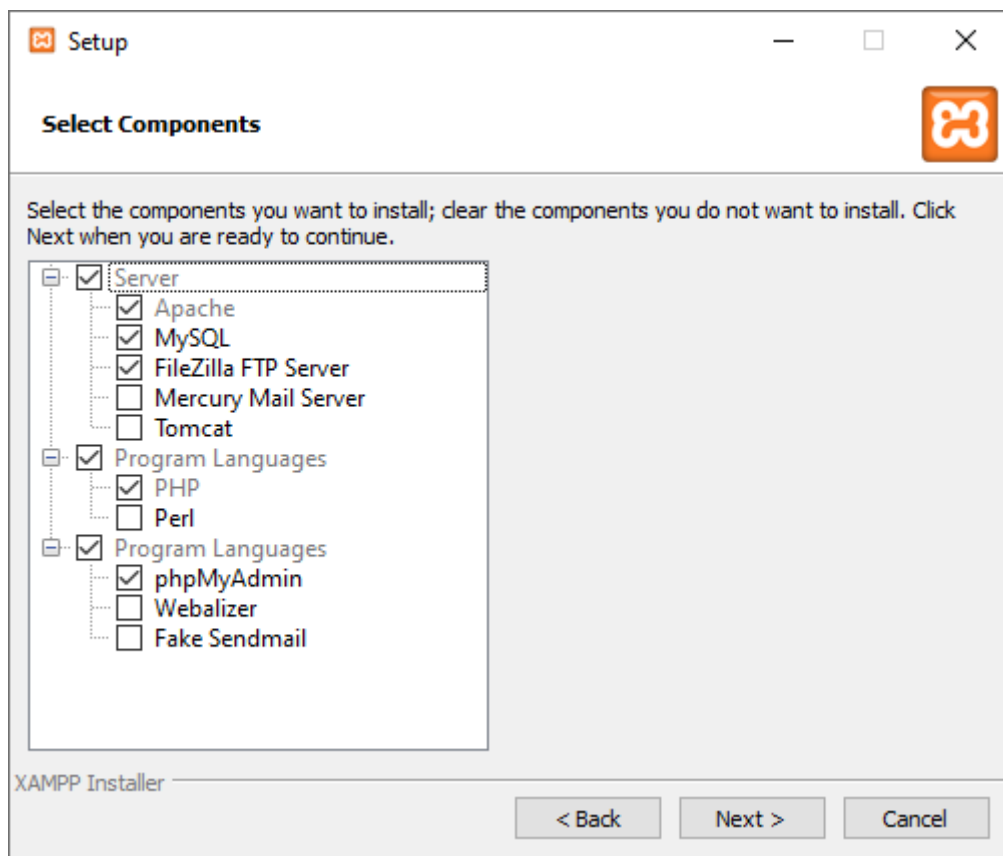 Setup
Select Components
Select the components you want to install; clear the components you do not want to install. Click
Next when you are ready to continue.
Server
Apache
MySQL
FileZilla FTP Server
Mercury Mail Server
Tomcat
Program Languages
PHP
Perl
Program Languages
phpMyAdmin
Webalizer
Fake Sendmail
XAMPP Installer
< Back
Next >
Cancel